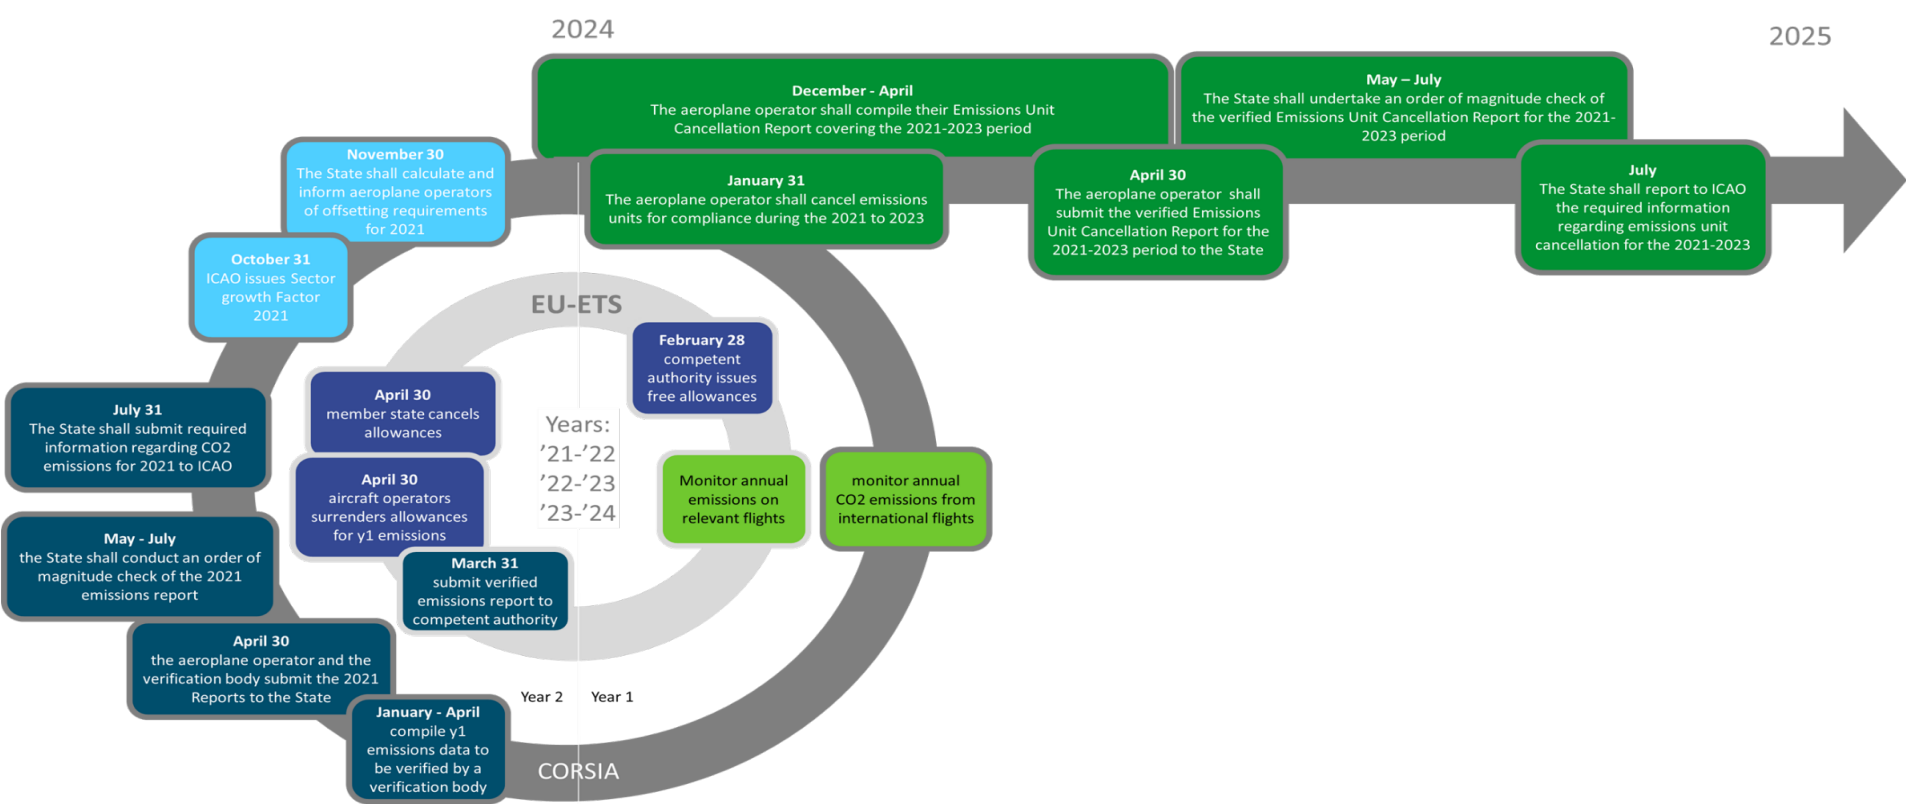 2024
2025
December - April
The aeroplane operator shall compile their Emissions Unit
Cancellation Report covering the 2021-2023 period
May – July
The State shall undertake an order of magnitude check of
the verified Emissions Unit Cancellation Report for the 2021-
2023 period
November 30
The State shall calculate and
inform aeroplane operators
of offsetting requirements
for 2021
January 31
The aeroplane operator shall cancel emissions
units for compliance during the 2021 to 2023
April 30
The aeroplane operator shall
submit the verified Emissions
Unit Cancellation Report for the
2021-2023 period to the State
July
The State shall report to ICAO
the required information
regarding emissions unit
cancellation for the 2021-2023
October 31
ICAO issues Sector
growth Factor
2021
EU-ETS
February 28
competent
authority issues
free allowances
April 30
member state cancels
allowances
Years:
’21-’22
’22-’23
’23-’24
July 31
The State shall submit required
information regarding CO2
emissions for 2021 to ICAO
April 30
aircraft operators
surrenders allowances
for y1 emissions
Monitor annual
emissions on
relevant flights
monitor annual
CO2 emissions from
international flights
May - July
the State shall conduct an order of
magnitude check of the 2021
emissions report
March 31
submit verified
emissions report to
competent authority
April 30
the aeroplane operator and the
verification body submit the 2021
Reports to the State
Year 2
Year 1
January - April
compile y1
emissions data to
be verified by a
verification body
CORSIA